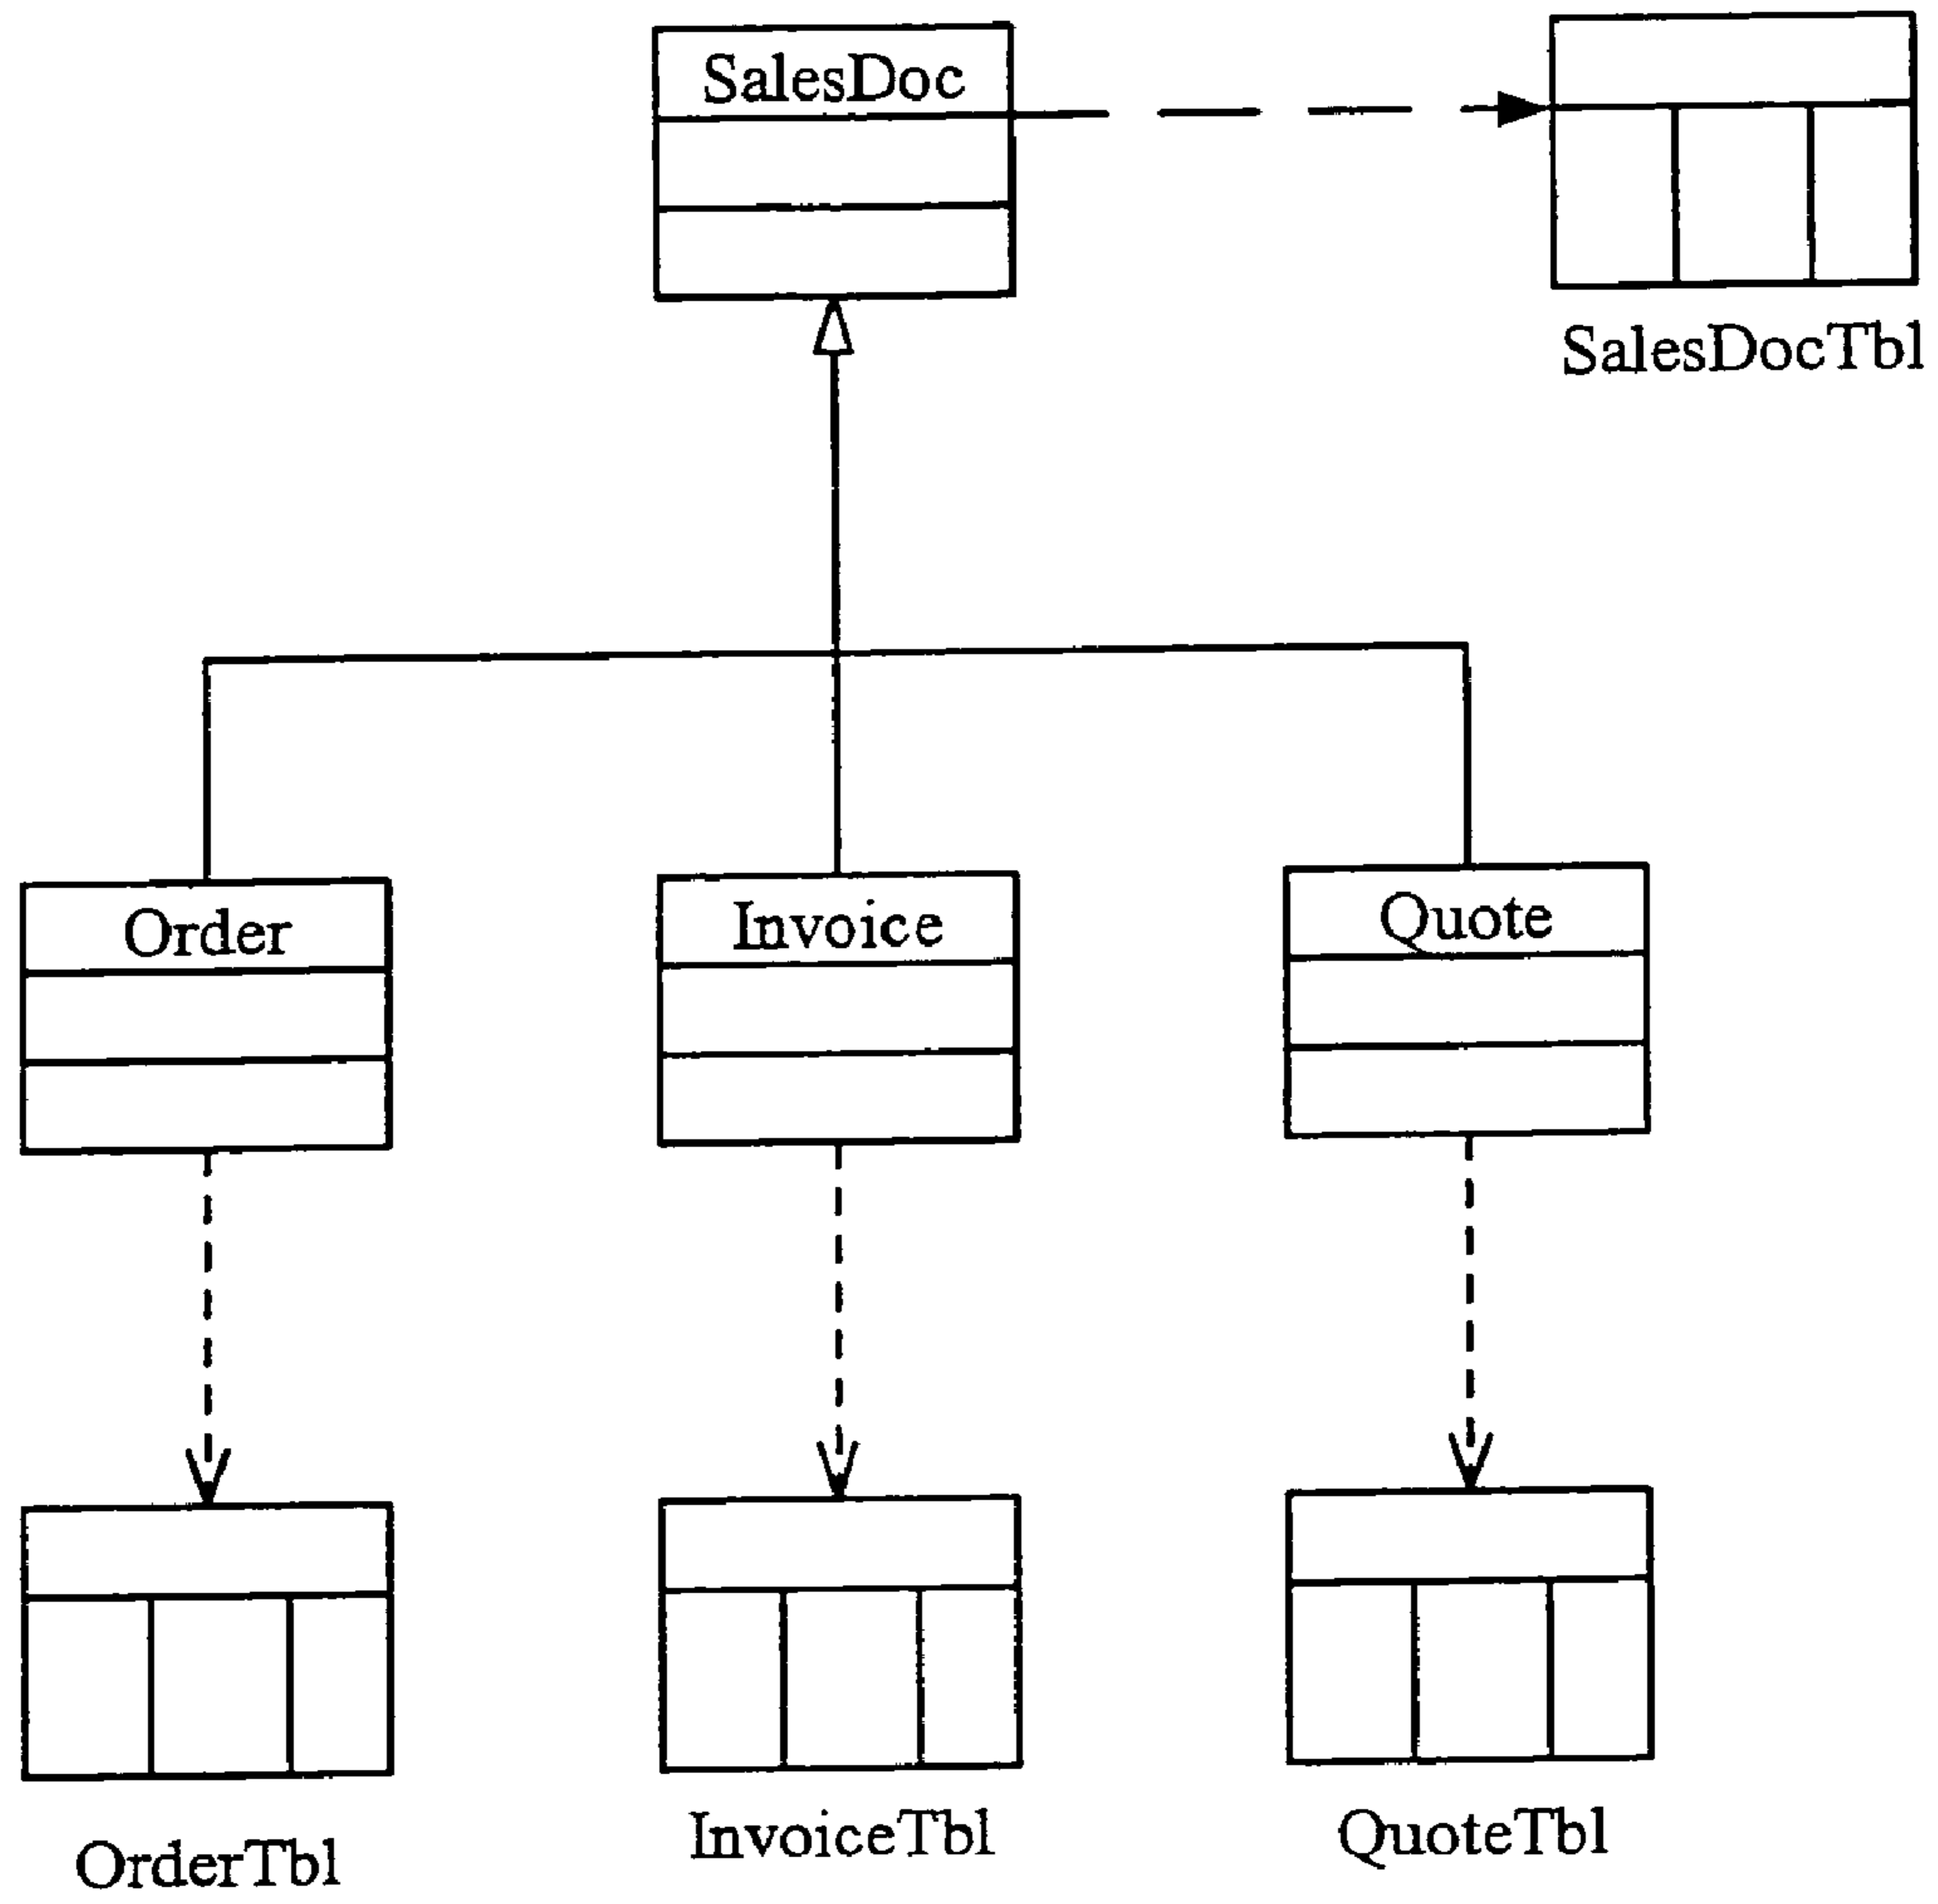 SalesDoc
SalesDocTbl
Order
Invoice
Quote
OrderTbl
InvoiceTbl
QuoteTbl